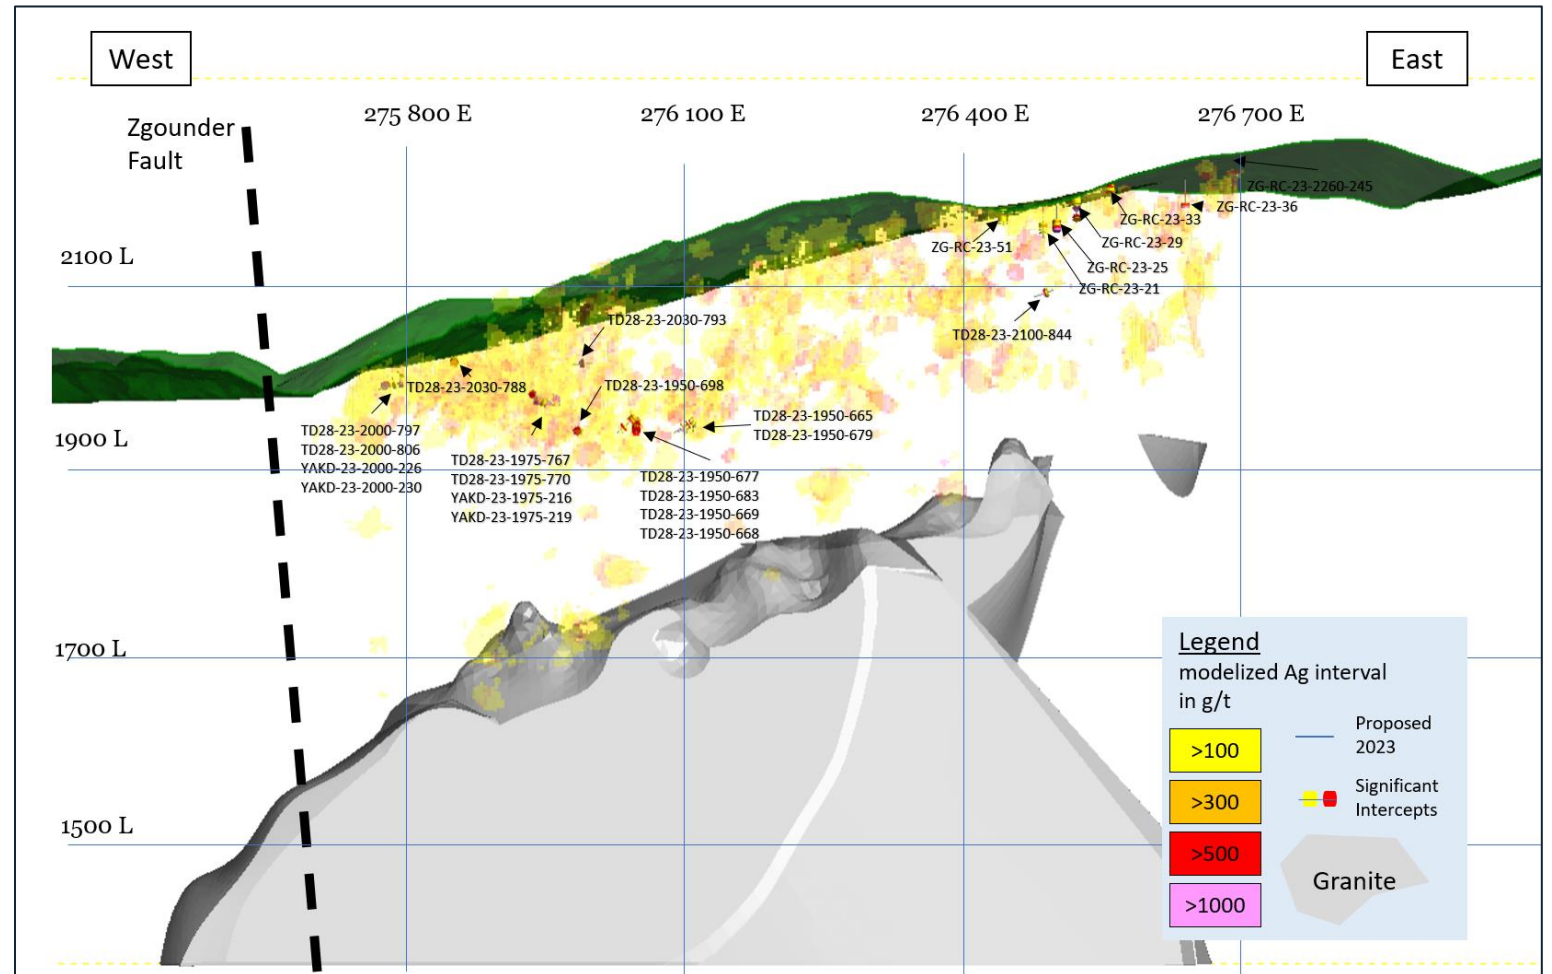 West
East
275 800 E
276 100 E
276 400 E
276 700 E
Zgounder
Fault
ZG-RC-23-2260-245
ZG-RC-23-36
ZG-RC-23-33
ZG-RC-23-51
ZG-RC-23-29
2100 L
ZG-RC-23-25
ZG-RC-23-21
TD28-23-2030-793
TD28-23-2100-844
TD28-23-2030-788
TD28-23-1950-698
TD28-23-1950-665
TD28-23-1950-679
1900 L
TD28-23-2000-797
TD28-23-2000-806
YAKD-23-2000-226
YAKD-23-2000-230
TD28-23-1975-767
TD28-23-1975-770
YAKD-23-1975-216
YAKD-23-1975-219
TD28-23-1950-677
TD28-23-1950-683
TD28-23-1950-669
TD28-23-1950-668
1700 L
1500 L
Legend
modelized Ag interval
in g/t
>100
>300
>500
>1000
Proposed
2023
Significant
Intercepts
Granite